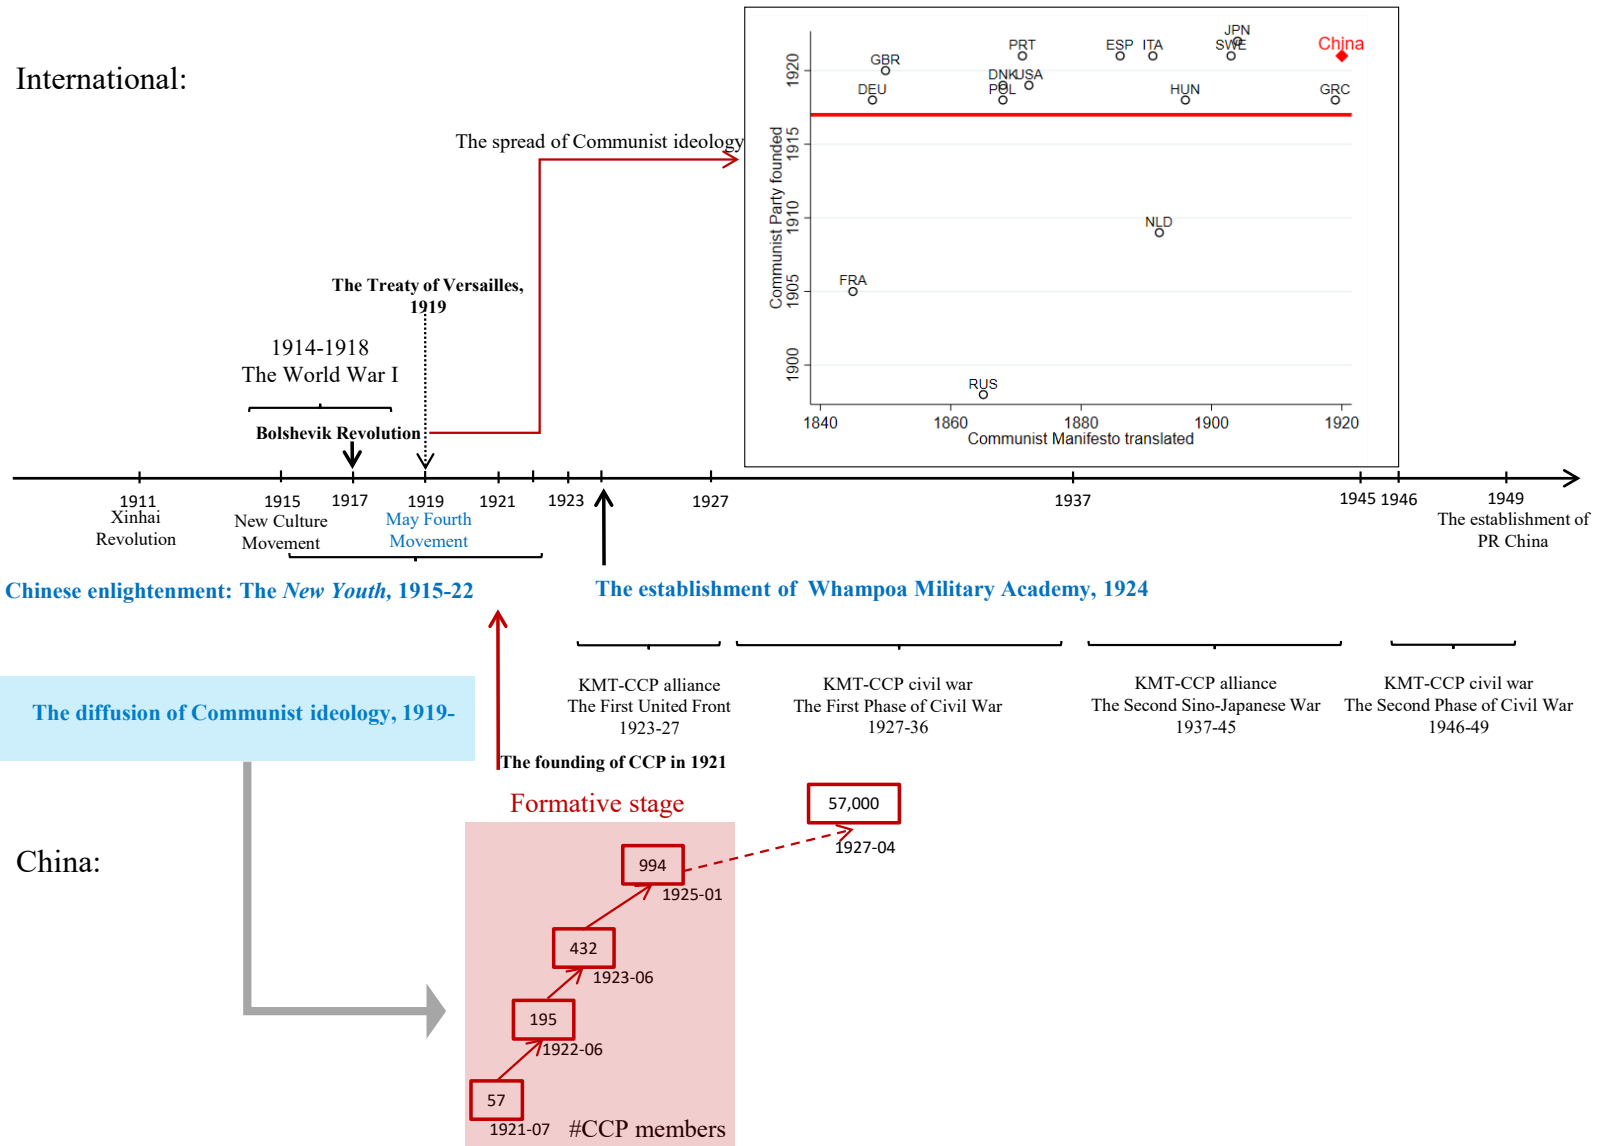 International:
The spread of Communist ideology
Communist Party founded
1920
1915
1910
1905
1900
JPN
PRT
ESP
ITA
SWE
China
GBR
DNK
USA
DEU
POL
HUN
GRC
NLD
FRA
RUS
1840
1860
1880
1900
1920
Communist Manifesto translated
The Treaty of Versailles,
1919
1914-1918
The World War I
Bolshevik Revolution
1911
1915
1917
1919
1921
1923
1927
1937
1945
1946
1949
Xinhai
Revolution
New Culture
Movement
May Fourth
Movement
The establishment of
PR China
Chinese enlightenment: The New Youth, 1915-22
The establishment of Whampoa Military Academy, 1924
KMT-CCP alliance
The First United Front
1923-27
KMT-CCP civil war
The First Phase of Civil War
1927-36
KMT-CCP alliance
The Second Sino-Japanese War
1937-45
KMT-CCP civil war
The Second Phase of Civil War
1946-49
The diffusion of Communist ideology, 1919-
The founding of CCP in 1921
Formative stage
China:
57,000
1927-04
994
1925-01
432
1923-06
195
1922-06
57
1921-07
#CCP members